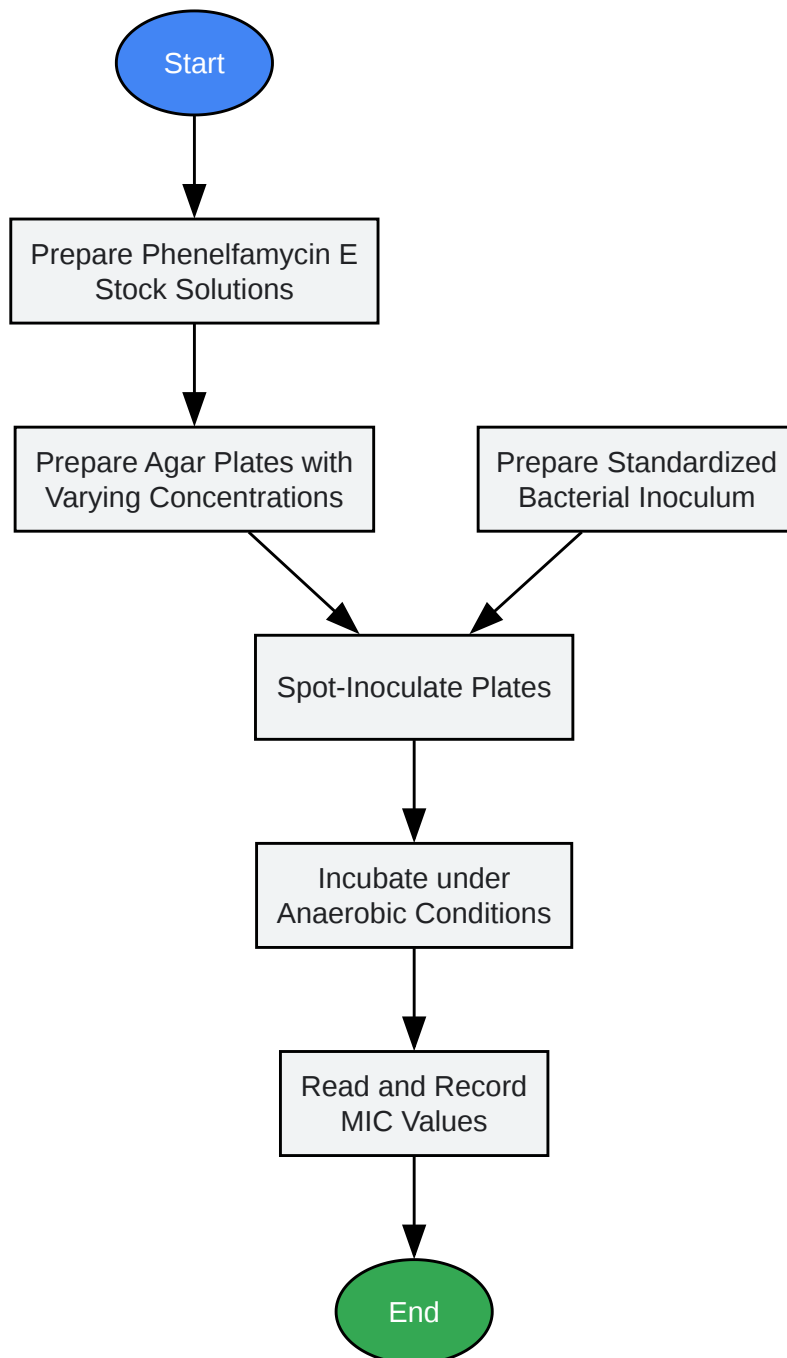 Start
Prepare Phenelfamycin E
Stock Solutions
Prepare Agar Plates with
Varying Concentrations
Prepare Standardized
Bacterial Inoculum
Spot-Inoculate Plates
Incubate under
Anaerobic Conditions
Read and Record
MIC Values
End